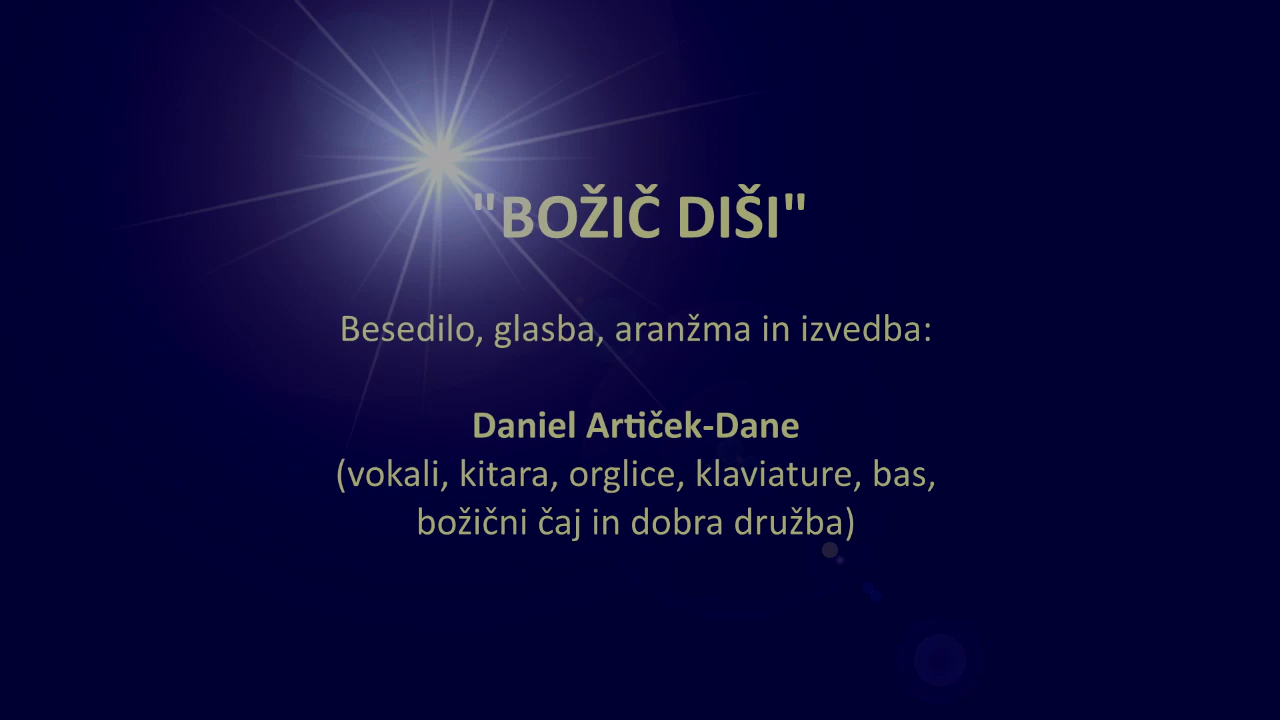 "BOŽIČ DIŠI"
Besedilo, glasba, aranžma in izvedba:
Daniel Artiček-Dane
(vokali, kitara, orglice, klaviature, bas,
božični čaj in dobra družba)